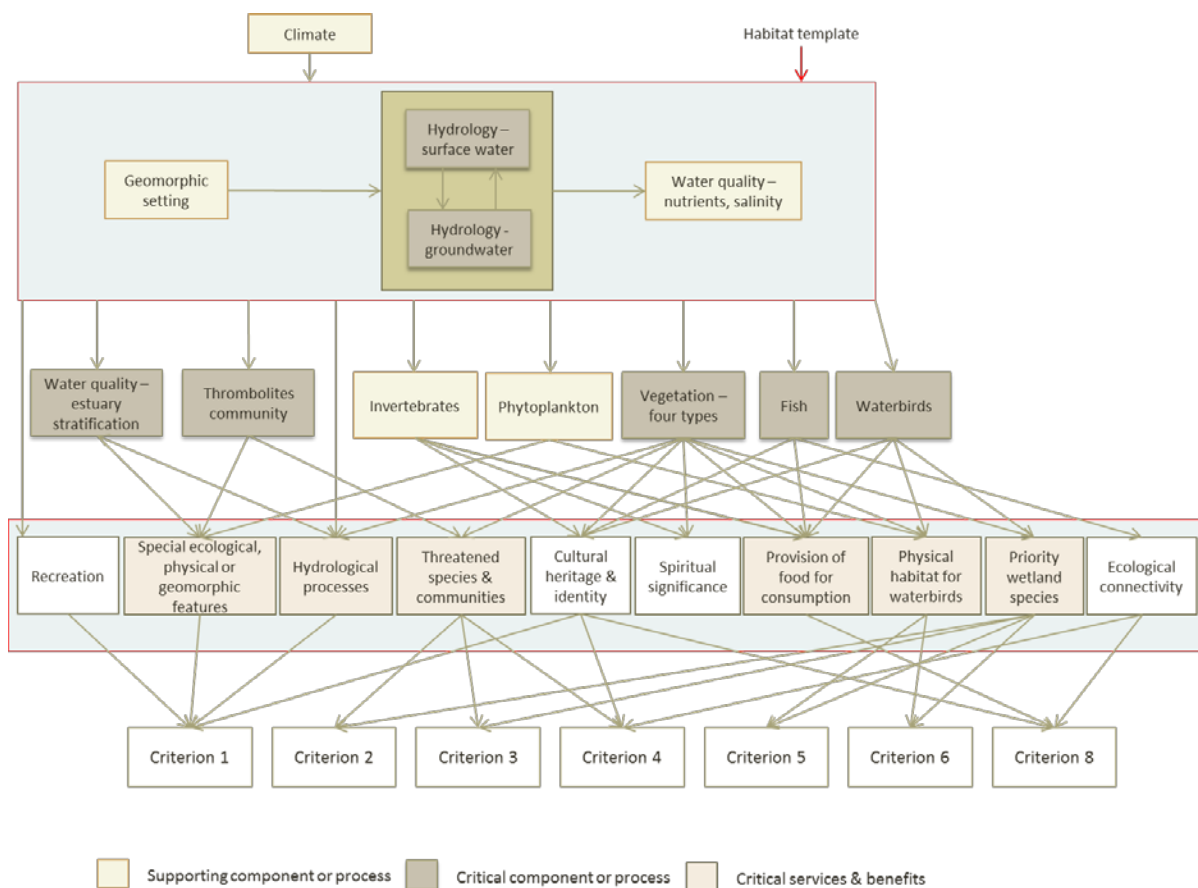 Climate
Habitat template
Hydrology –
surface water
Geomorphic
setting
Water quality –
nutrients, salinity
Hydrology -
groundwater
Water quality –
estuary
stratification
Thrombolites
community
Invertebrates
Phytoplankton
Vegetation –
four types
Fish
Waterbirds
Recreation
Special ecological,
physical or
geomorphic
features
Hydrological
processes
Threatened
species &
communities
Cultural
heritage &
identity
Spiritual
significance
Provision of
food for
consumption
Physical
habitat for
waterbirds
Priority
wetland
species
Ecological
connectivity
Criterion 1
Criterion 2
Criterion 3
Criterion 4
Criterion 5
Criterion 6
Criterion 8
Supporting component or process
Critical component or process
Critical services & benefits